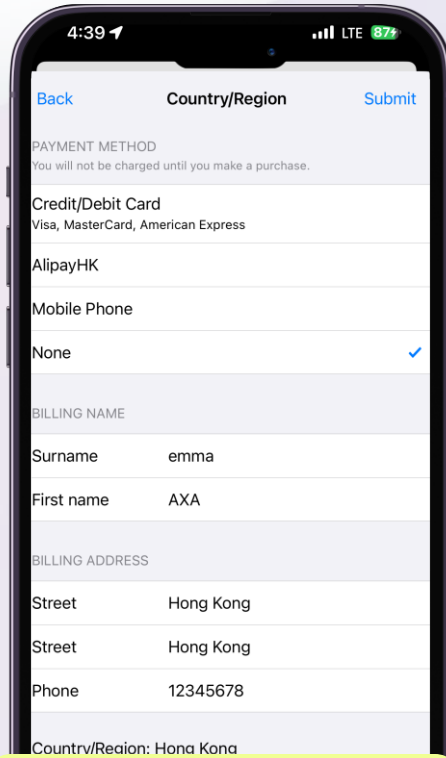 4:39
LTE 87
Back Country/Region Submit
PAYMENT METHOD
You will not be charged until you make a purchase.
Credit/Debit Card
Visa, MasterCard, American Express
AlipayHK
Mobile Phone
None
BILLING NAME
Surname emma
First name AXA
BILLING ADDRESS
Street Hong Kong
Street Hong Kong
Phone 12345678
Country/Region: Hong Kong